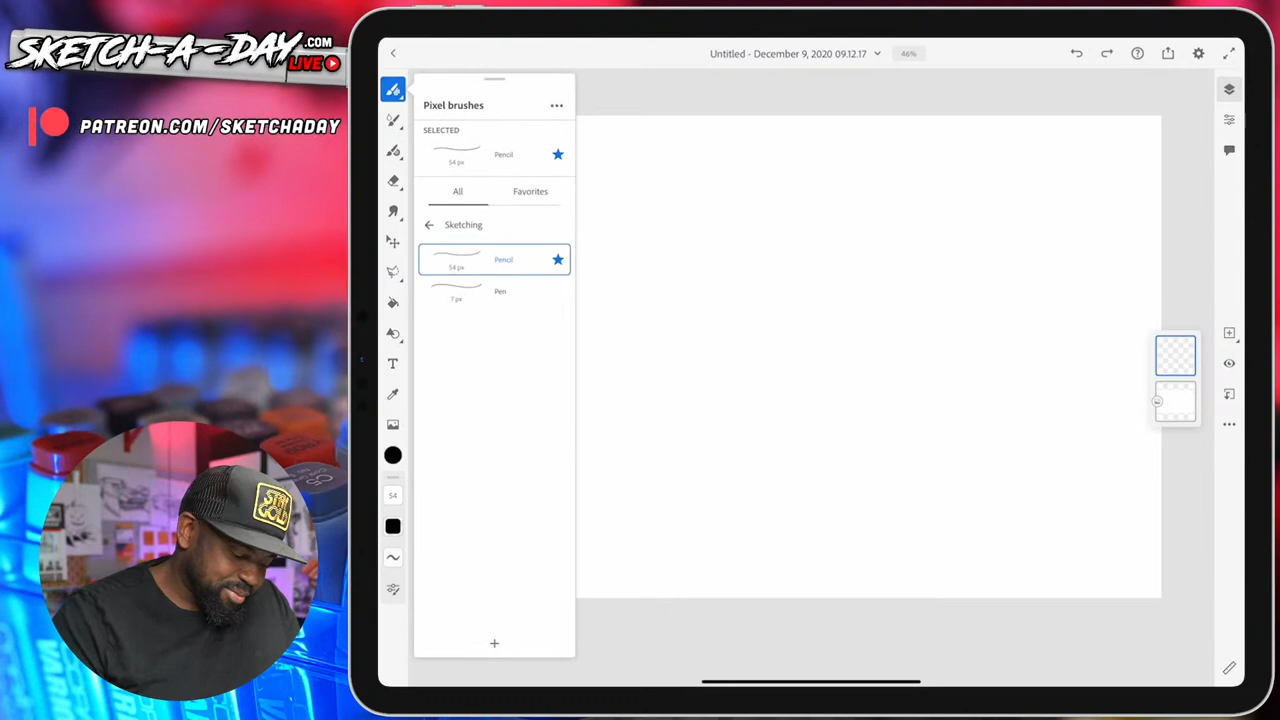 SKETCH-A-DAY.COM
LIVE
PATREON.COM/SKETCHADAY
Untitled - December 9, 2020 09.12.17
46%
Pixel brushes
SELECTED
54 px
Pencil
All
Favorites
Sketching
54 px
Pencil
7 px
Pen
T
54